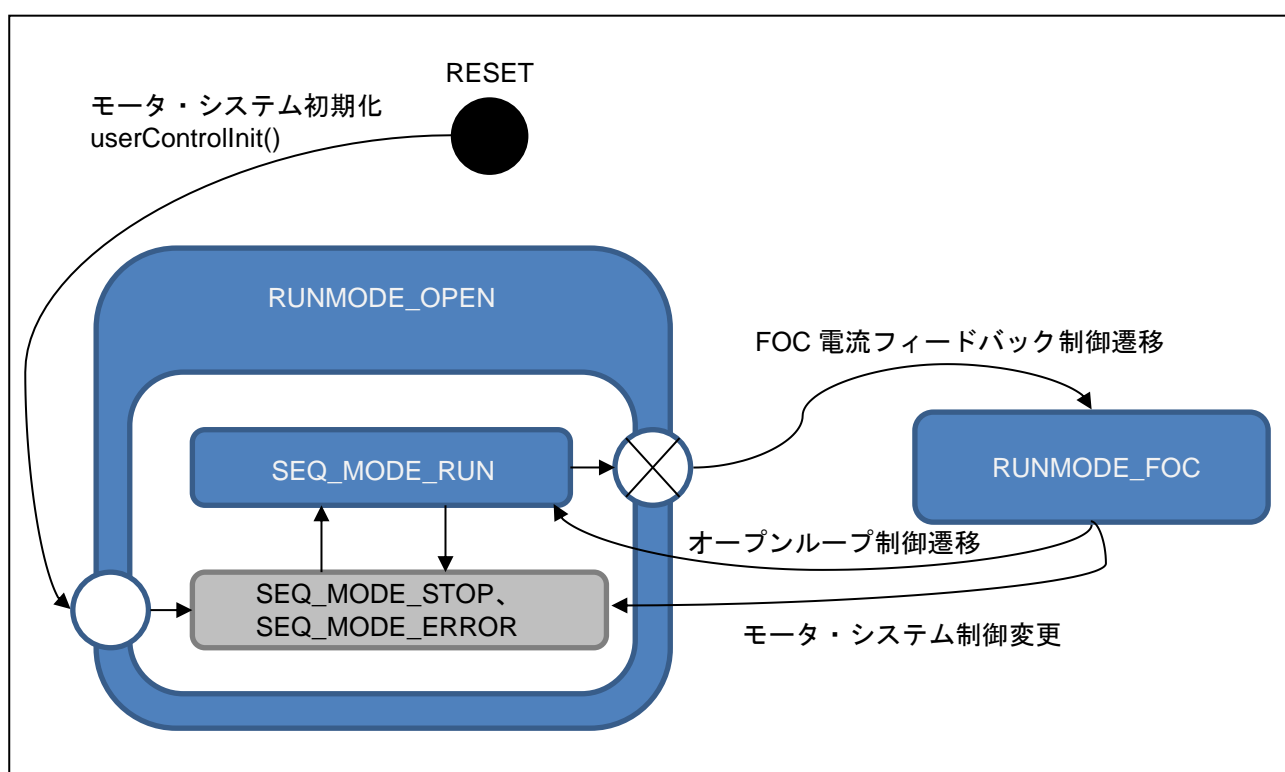 RESET
モータ・システム初期化
userControlInit()
RUNMODE_OPEN
FOC 電流フィードバック制御遷移
SEQ_MODE_RUN
RUNMODE_FOC
オープンループ制御遷移
SEQ_MODE_STOP、
SEQ_MODE_ERROR
モータ・システム制御変更